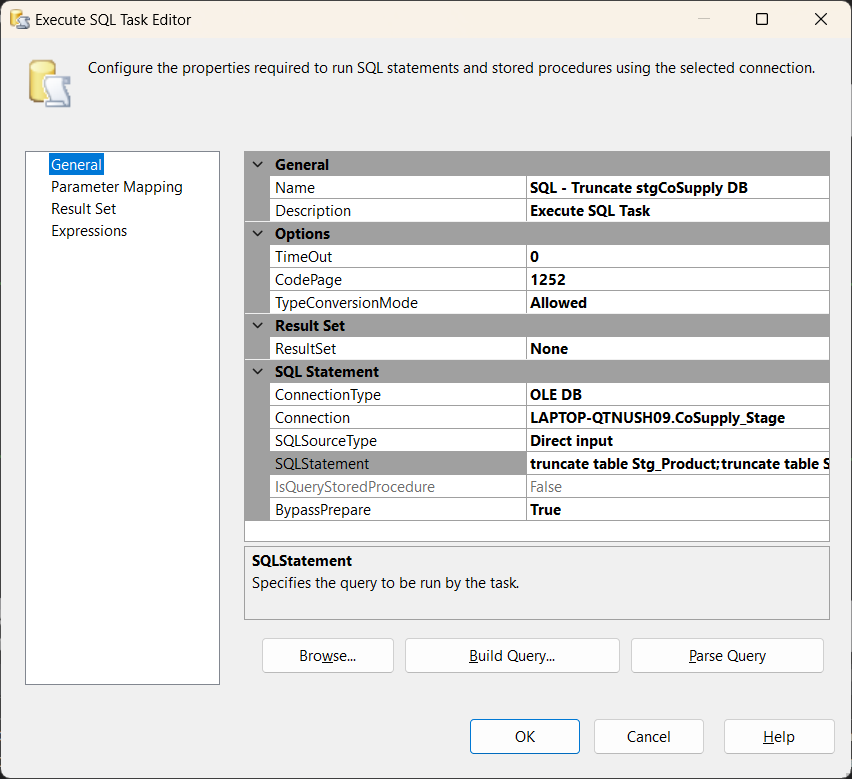 Execute SQL Task Editor
Configure the properties required to run SQL statements and stored procedures using the selected connection.
General
Parameter Mapping
Result Set
Expressions
General
Name SQL - Truncate stgCoSupply DB
Description Execute SQL Task
Options
TimeOut 0
CodePage 1252
TypeConversionMode Allowed
Result Set
ResultSet None
SQL Statement
ConnectionType OLE DB
Connection LAPTOP-QTNUSH09.CoSupply_Stage
SQLSourceType Direct input
SQLStatement truncate table Stg_Product;truncate table S
IsQueryStoredProcedure False
BypassPrepare True
SQLStatement
Specifies the query to be run by the task.
Browse... Build Query... Parse Query
OK Cancel Help